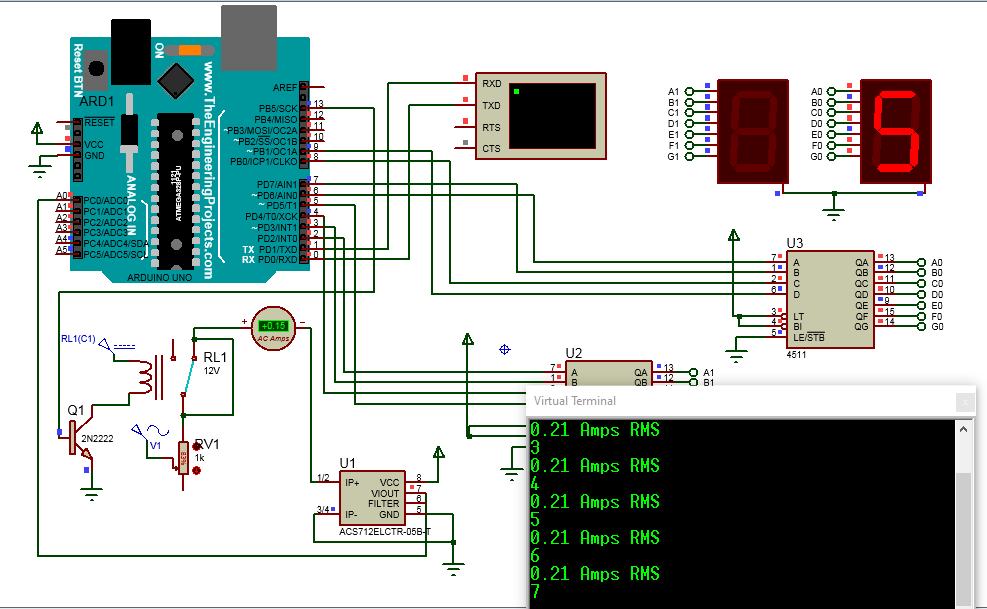 Reset BTN
ARD1
ON
www.TheEngineeringProjects.com
RESET
VCC
GND
ANALOG IN
ATMEGA328PU
1121
AREF
PB5/SCK
PB4/MISO
~PB3/MOSI/OC2A
~PB2/SS/OC1B
~PB1/OC1A
PB0/ICP1/CLKO
13
12
11
10
9
8
PD7/AIN1
~PD6/AIN0
~PD5/T1
PD4/T0/XCK
~PD3/INT1
PD2/INT0
TX PD1/TXD
RX PD0/RXD
7
6
5
4
3
2
1
0
A0 PC0/ADC0
A1 PC1/ADC1
A2 PC2/ADC2
A3 PC3/ADC3
A4 PC4/ADC4/SDA
A5 PC5/ADC5/SCL
ARDUINO UNO
RXD
TXD
RTS
CTS
A1
B1
C1
D1
E1
F1
G1
A0
B0
C0
D0
E0
F0
G0
5
U3
7 A QA 13 A0
1 B QB 12 B0
2 C QC 11 C0
6 D QD 10 D0
QE 9 E0
3 LT QF 15 F0
4 BI QG 14 G0
5 LE/STB
4511
RL1(C1)
+
+0.15
AC Amps
−
RL1
12V
Q1
2N2222
V1
RV1
1k
U1
1/2 IP+ VCC 8
VIOUT 7
FILTER 6
3/4 IP- GND 5
ACS712ELCTR-05B-T
U2
7 A QA 13 A1
1 B QB 12 B1
Virtual Terminal
0.21 Amps RMS
3
0.21 Amps RMS
4
0.21 Amps RMS
5
0.21 Amps RMS
6
0.21 Amps RMS
7